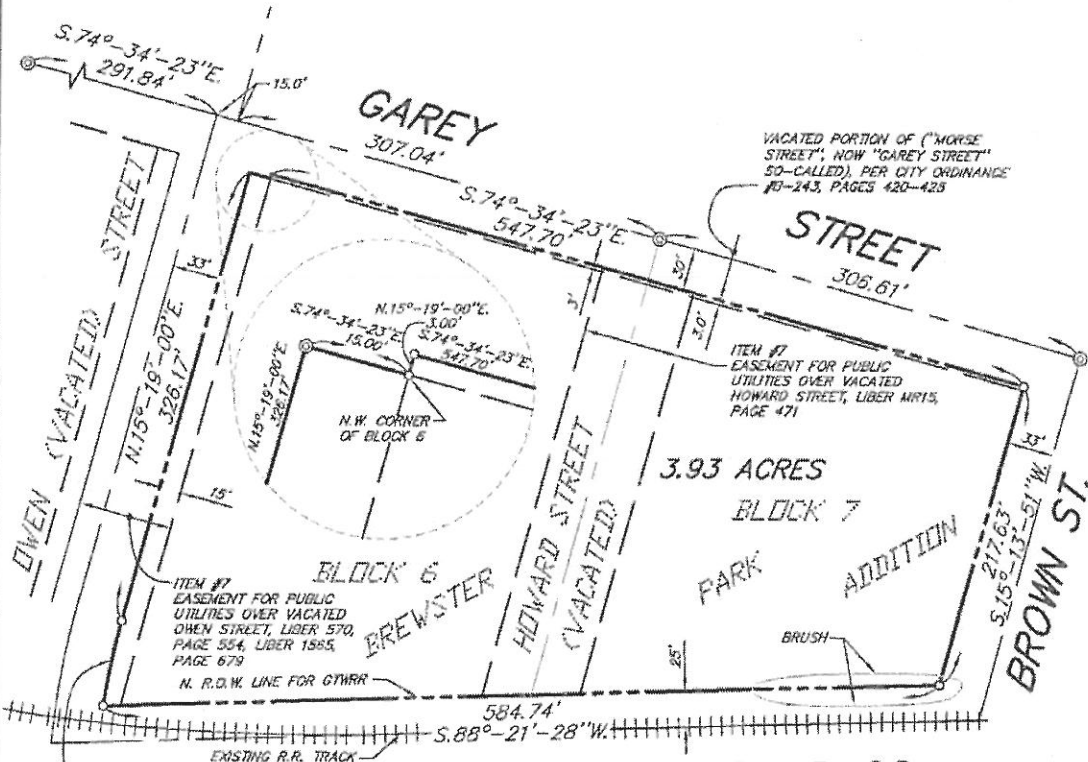 S.74°-34'-23"E.
291.84'
15.0'
GAREY
307.04'
S.74°-34'-23"E.
547.70'
VACATED PORTION OF ("MORSE
STREET", NOW "GAREY STREET"
SO-CALLED), PER CITY ORDINANCE
PAGES 420-425
STREET
306.61'
OWEN STREET
(VACATED)
33'
N.15°-19'-00"E.
326.17'
15'
S.74°-34'-23"E.
15.00'
N.15°-19'-00"E.
3.00'
S.74°-34'-23"E.
547.70'
N.15°-19'-00"E.
326.17'
N.W. CORNER
OF BLOCK 6
3'
30'
3.0'
ITEM #7
EASEMENT FOR PUBLIC
UTILITIES OVER VACATED
HOWARD STREET, LIBER MR15,
PAGE 471
33'
S.15°-13'-51"W.
217.63'
BROWN ST.
3.93 ACRES
BLOCK 7
PARK
ADDITION
HOWARD STREET
(VACATED)
BLOCK 6
BREWSTER
ITEM #7
EASEMENT FOR PUBLIC
UTILITIES OVER VACATED
OWEN STREET, LIBER 570,
PAGE 554, LIBER 1565,
PAGE 679
N. R.O.W. LINE FOR GTWRR
25'
BRUSH
584.74'
S.88°-21'-28"W.
EXISTING R.R. TRACK